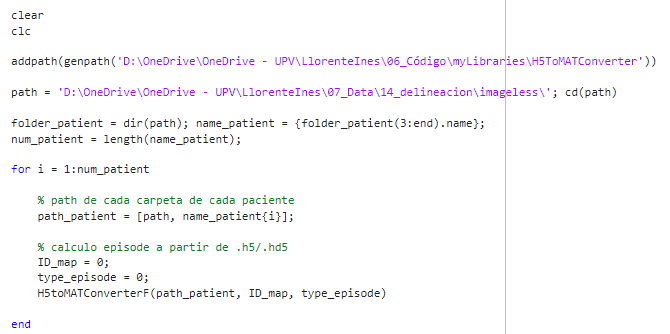 clear
clc
addpath(genpath('D:\OneDrive\OneDrive - UPV\LlorenteInes\06_Código\myLibraries\H5ToMATConverter'))
path = 'D:\OneDrive\OneDrive - UPV\LlorenteInes\07_Data\14_delineacion\imageless\'; cd(path)
folder_patient = dir(path); name_patient = {folder_patient(3:end).name};
num_patient = length(name_patient);
for i = 1:num_patient
% path de cada carpeta de cada paciente
path_patient = [path, name_patient{i}];
% calculo episode a partir de .h5/.hd5
ID_map = 0;
type_episode = 0;
H5toMATConverterF(path_patient, ID_map, type_episode)
end